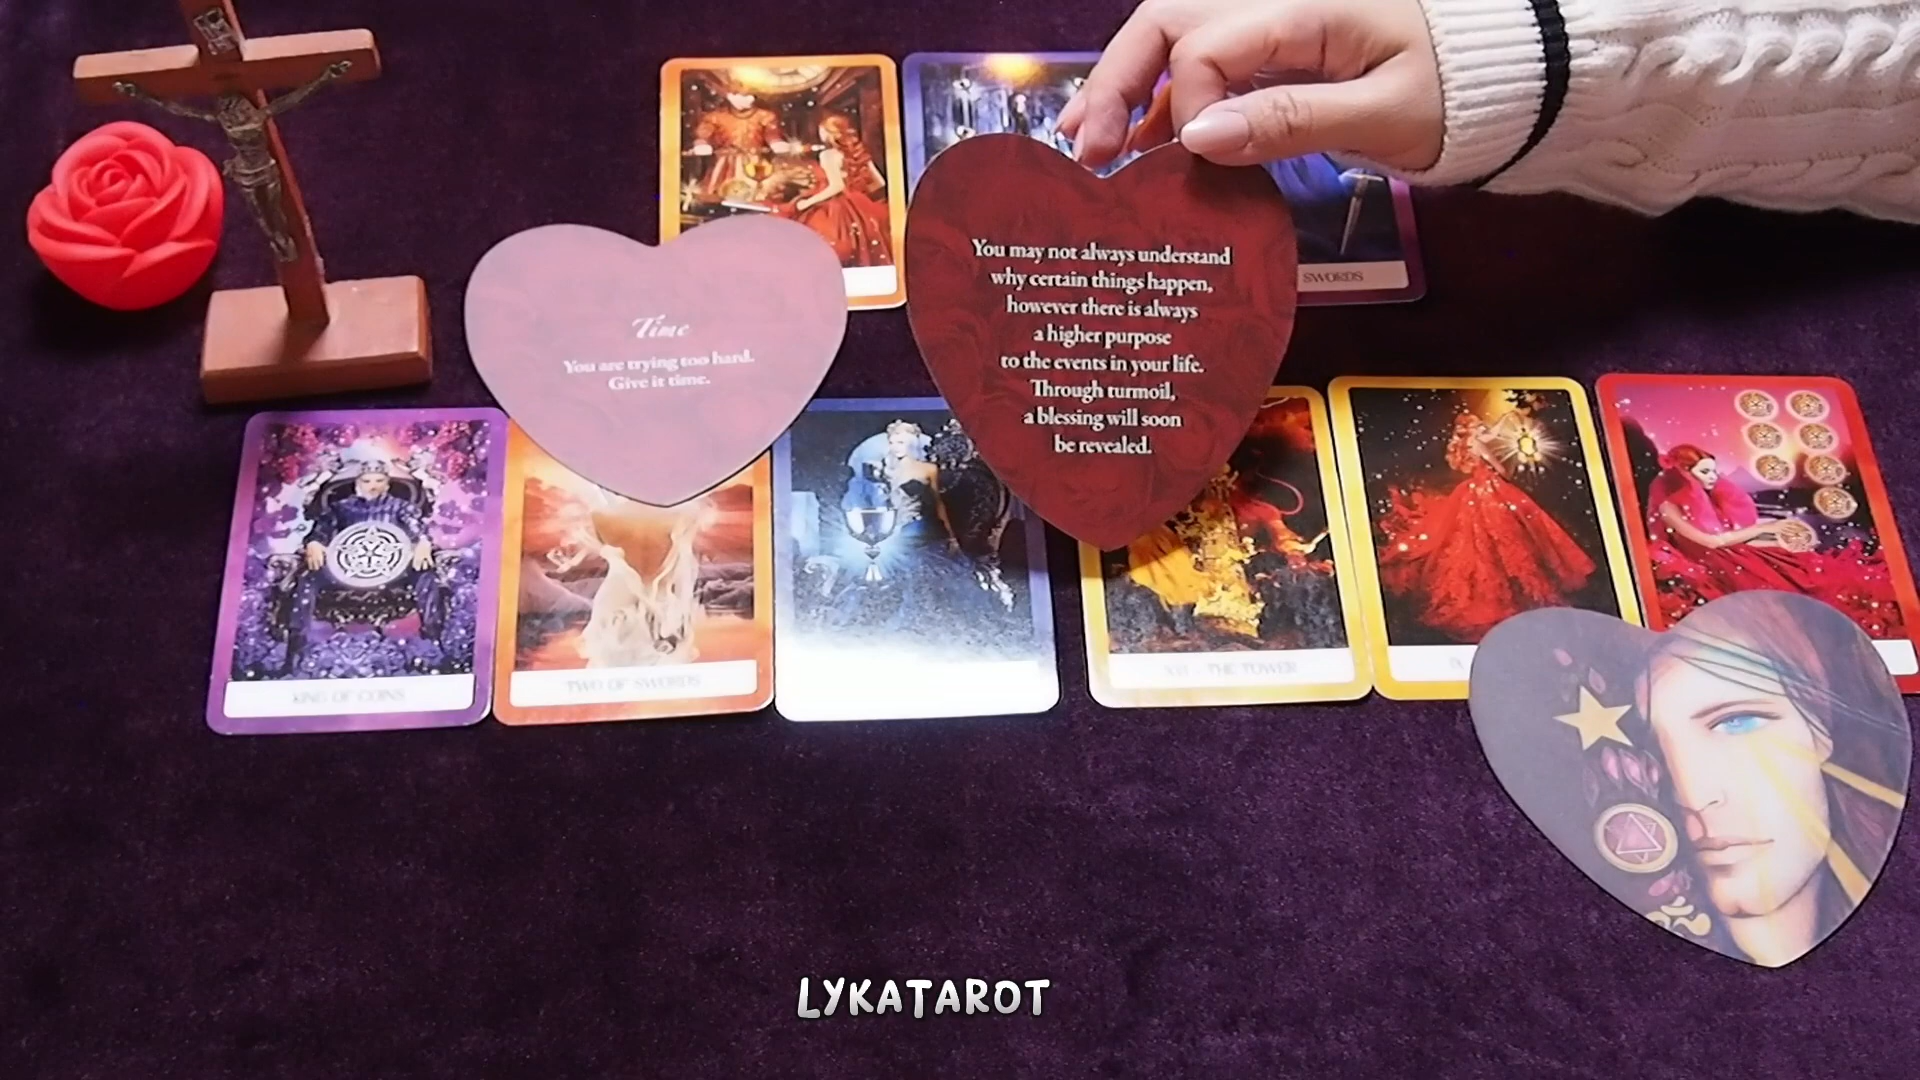 SWORDS
Time
You are trying too hard.
Give it time.
You may not always understand
why certain things happen,
however there is always
a higher purpose
to the events in your life.
Through turmoil,
a blessing will soon
be revealed.
KING OF COINS
TWO OF SWORDS
THE TOWER
LYKATAROT